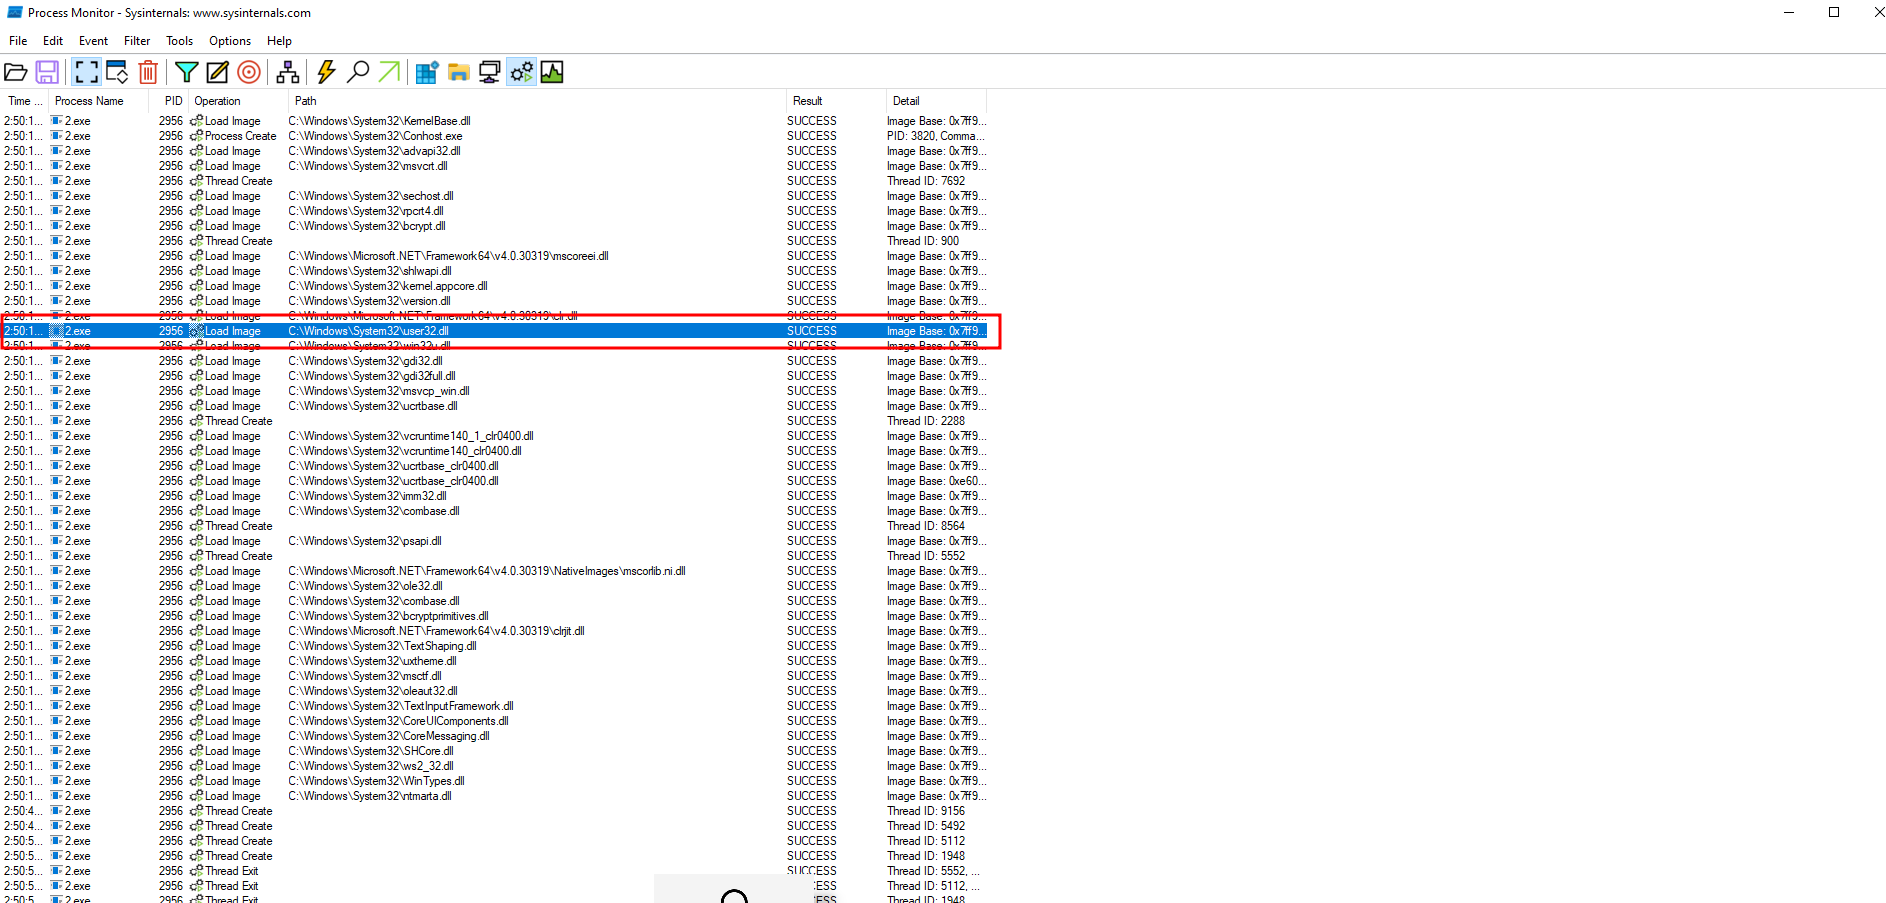 Process Monitor - Sysinternals: www.sysinternals.com
File Edit Event Filter Tools Options Help
Time ... Process Name PID Operation Path Result Detail
2:50:1... 2.exe 2956 Load Image C:\Windows\System32\KernelBase.dll SUCCESS Image Base: 0x7ff9...
2:50:1... 2.exe 2956 Process Create C:\Windows\System32\Conhost.exe SUCCESS PID: 3820, Comma...
2:50:1... 2.exe 2956 Load Image C:\Windows\System32\advapi32.dll SUCCESS Image Base: 0x7ff9...
2:50:1... 2.exe 2956 Load Image C:\Windows\System32\msvcrt.dll SUCCESS Image Base: 0x7ff9...
2:50:1... 2.exe 2956 Thread Create SUCCESS Thread ID: 7692
2:50:1... 2.exe 2956 Load Image C:\Windows\System32\sechost.dll SUCCESS Image Base: 0x7ff9...
2:50:1... 2.exe 2956 Load Image C:\Windows\System32\rpcrt4.dll SUCCESS Image Base: 0x7ff9...
2:50:1... 2.exe 2956 Load Image C:\Windows\System32\bcrypt.dll SUCCESS Image Base: 0x7ff9...
2:50:1... 2.exe 2956 Thread Create SUCCESS Thread ID: 900
2:50:1... 2.exe 2956 Load Image C:\Windows\Microsoft.NET\Framework64\v4.0.30319\mscoreei.dll SUCCESS Image Base: 0x7ff9...
2:50:1... 2.exe 2956 Load Image C:\Windows\System32\shlwapi.dll SUCCESS Image Base: 0x7ff9...
2:50:1... 2.exe 2956 Load Image C:\Windows\System32\kernel.appcore.dll SUCCESS Image Base: 0x7ff9...
2:50:1... 2.exe 2956 Load Image C:\Windows\System32\version.dll SUCCESS Image Base: 0x7ff9...
2:50:1... 2.exe 2956 Load Image C:\Windows\Microsoft.NET\Framework64\v4.0.30319\clr.dll SUCCESS Image Base: 0x7ff9...
2:50:1... 2.exe 2956 Load Image C:\Windows\System32\user32.dll SUCCESS Image Base: 0x7ff9...
2:50:1... 2.exe 2956 Load Image C:\Windows\System32\win32u.dll SUCCESS Image Base: 0x7ff9...
2:50:1... 2.exe 2956 Load Image C:\Windows\System32\gdi32.dll SUCCESS Image Base: 0x7ff9...
2:50:1... 2.exe 2956 Load Image C:\Windows\System32\gdi32full.dll SUCCESS Image Base: 0x7ff9...
2:50:1... 2.exe 2956 Load Image C:\Windows\System32\msvcp_win.dll SUCCESS Image Base: 0x7ff9...
2:50:1... 2.exe 2956 Load Image C:\Windows\System32\ucrtbase.dll SUCCESS Image Base: 0x7ff9...
2:50:1... 2.exe 2956 Thread Create SUCCESS Thread ID: 2288
2:50:1... 2.exe 2956 Load Image C:\Windows\System32\vcruntime140_1_clr0400.dll SUCCESS Image Base: 0x7ff9...
2:50:1... 2.exe 2956 Load Image C:\Windows\System32\vcruntime140_clr0400.dll SUCCESS Image Base: 0x7ff9...
2:50:1... 2.exe 2956 Load Image C:\Windows\System32\ucrtbase_clr0400.dll SUCCESS Image Base: 0x7ff9...
2:50:1... 2.exe 2956 Load Image C:\Windows\System32\ucrtbase_clr0400.dll SUCCESS Image Base: 0xe60...
2:50:1... 2.exe 2956 Load Image C:\Windows\System32\imm32.dll SUCCESS Image Base: 0x7ff9...
2:50:1... 2.exe 2956 Load Image C:\Windows\System32\combase.dll SUCCESS Image Base: 0x7ff9...
2:50:1... 2.exe 2956 Thread Create SUCCESS Thread ID: 8564
2:50:1... 2.exe 2956 Load Image C:\Windows\System32\psapi.dll SUCCESS Image Base: 0x7ff9...
2:50:1... 2.exe 2956 Thread Create SUCCESS Thread ID: 5552
2:50:1... 2.exe 2956 Load Image C:\Windows\Microsoft.NET\Framework64\v4.0.30319\NativeImages\mscorlib.ni.dll SUCCESS Image Base: 0x7ff9...
2:50:1... 2.exe 2956 Load Image C:\Windows\System32\ole32.dll SUCCESS Image Base: 0x7ff9...
2:50:1... 2.exe 2956 Load Image C:\Windows\System32\combase.dll SUCCESS Image Base: 0x7ff9...
2:50:1... 2.exe 2956 Load Image C:\Windows\System32\bcryptprimitives.dll SUCCESS Image Base: 0x7ff9...
2:50:1... 2.exe 2956 Load Image C:\Windows\Microsoft.NET\Framework64\v4.0.30319\clrjit.dll SUCCESS Image Base: 0x7ff9...
2:50:1... 2.exe 2956 Load Image C:\Windows\System32\TextShaping.dll SUCCESS Image Base: 0x7ff9...
2:50:1... 2.exe 2956 Load Image C:\Windows\System32\uxtheme.dll SUCCESS Image Base: 0x7ff9...
2:50:1... 2.exe 2956 Load Image C:\Windows\System32\msctf.dll SUCCESS Image Base: 0x7ff9...
2:50:1... 2.exe 2956 Load Image C:\Windows\System32\oleaut32.dll SUCCESS Image Base: 0x7ff9...
2:50:1... 2.exe 2956 Load Image C:\Windows\System32\TextInputFramework.dll SUCCESS Image Base: 0x7ff9...
2:50:1... 2.exe 2956 Load Image C:\Windows\System32\CoreUIComponents.dll SUCCESS Image Base: 0x7ff9...
2:50:1... 2.exe 2956 Load Image C:\Windows\System32\CoreMessaging.dll SUCCESS Image Base: 0x7ff9...
2:50:1... 2.exe 2956 Load Image C:\Windows\System32\SHCore.dll SUCCESS Image Base: 0x7ff9...
2:50:1... 2.exe 2956 Load Image C:\Windows\System32\ws2_32.dll SUCCESS Image Base: 0x7ff9...
2:50:1... 2.exe 2956 Load Image C:\Windows\System32\WinTypes.dll SUCCESS Image Base: 0x7ff9...
2:50:1... 2.exe 2956 Load Image C:\Windows\System32\ntmarta.dll SUCCESS Image Base: 0x7ff9...
2:50:4... 2.exe 2956 Thread Create SUCCESS Thread ID: 9156
2:50:4... 2.exe 2956 Thread Create SUCCESS Thread ID: 5492
2:50:5... 2.exe 2956 Thread Create SUCCESS Thread ID: 5112
2:50:5... 2.exe 2956 Thread Create SUCCESS Thread ID: 1948
2:50:5... 2.exe 2956 Thread Exit SUCCESS Thread ID: 5552, ...
2:50:5... 2.exe 2956 Thread Exit CESS Thread ID: 5112, ...
2:50:5 2.exe 2956 Thread Exit ESS Thread ID: 1948